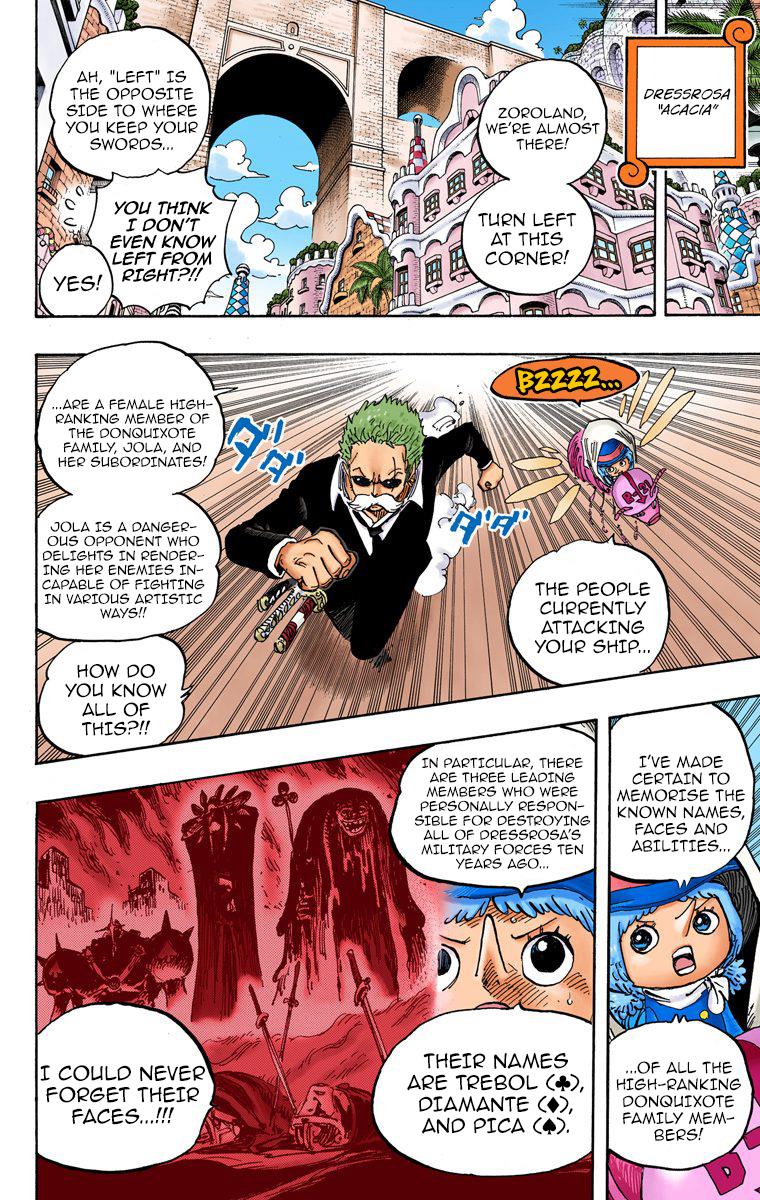 DRESSROSA
"ACACIA"
ZOROLAND,
WE'RE ALMOST
THERE!
TURN LEFT
AT THIS
CORNER!
AH, "LEFT" IS
THE OPPOSITE
SIDE TO WHERE
YOU KEEP YOUR
SWORDS...
YOU THINK
I DON'T
EVEN KNOW
LEFT FROM
RIGHT?!!
YES!
BZZZZ...
THE PEOPLE
CURRENTLY
ATTACKING
YOUR SHIP...
ダダダ
ダダダ
...ARE A FEMALE HIGH-
RANKING MEMBER OF
THE DONQUIXOTE
FAMILY, JOLA, AND
HER SUBORDINATES!
JOLA IS A DANGER-
OUS OPPONENT WHO
DELIGHTS IN RENDER-
ING HER ENEMIES IN-
CAPABLE OF FIGHTING
IN VARIOUS ARTISTIC
WAYS!!
HOW DO
YOU KNOW
ALL OF
THIS?!!
I'VE MADE
CERTAIN TO
MEMORISE THE
KNOWN NAMES,
FACES AND
ABILITIES...
...OF ALL THE
HIGH-RANKING
DONQUIXOTE
FAMILY MEM-
BERS!
IN PARTICULAR, THERE
ARE THREE LEADING
MEMBERS WHO WERE
PERSONALLY RESPON-
SIBLE FOR DESTROYING
ALL OF DRESSROSA'S
MILITARY FORCES TEN
YEARS AGO...
THEIR NAMES
ARE TREBOL (♣),
DIAMANTE (♦),
AND PICA (♠).
I COULD NEVER
FORGET THEIR
FACES...!!!